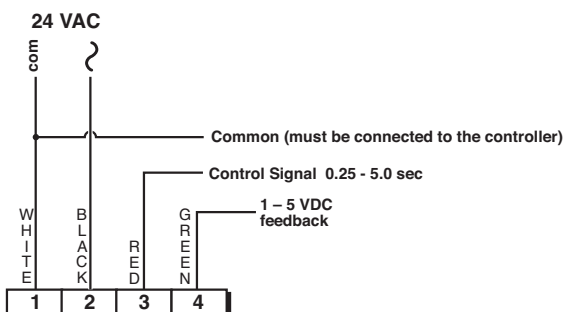 24 VAC
com
Common (must be connected to the controller)
Control Signal 0.25 - 5.0 sec
1 – 5 VDC
feedback
WHITE
BLACK
RED
GREEN
1 2 3 4